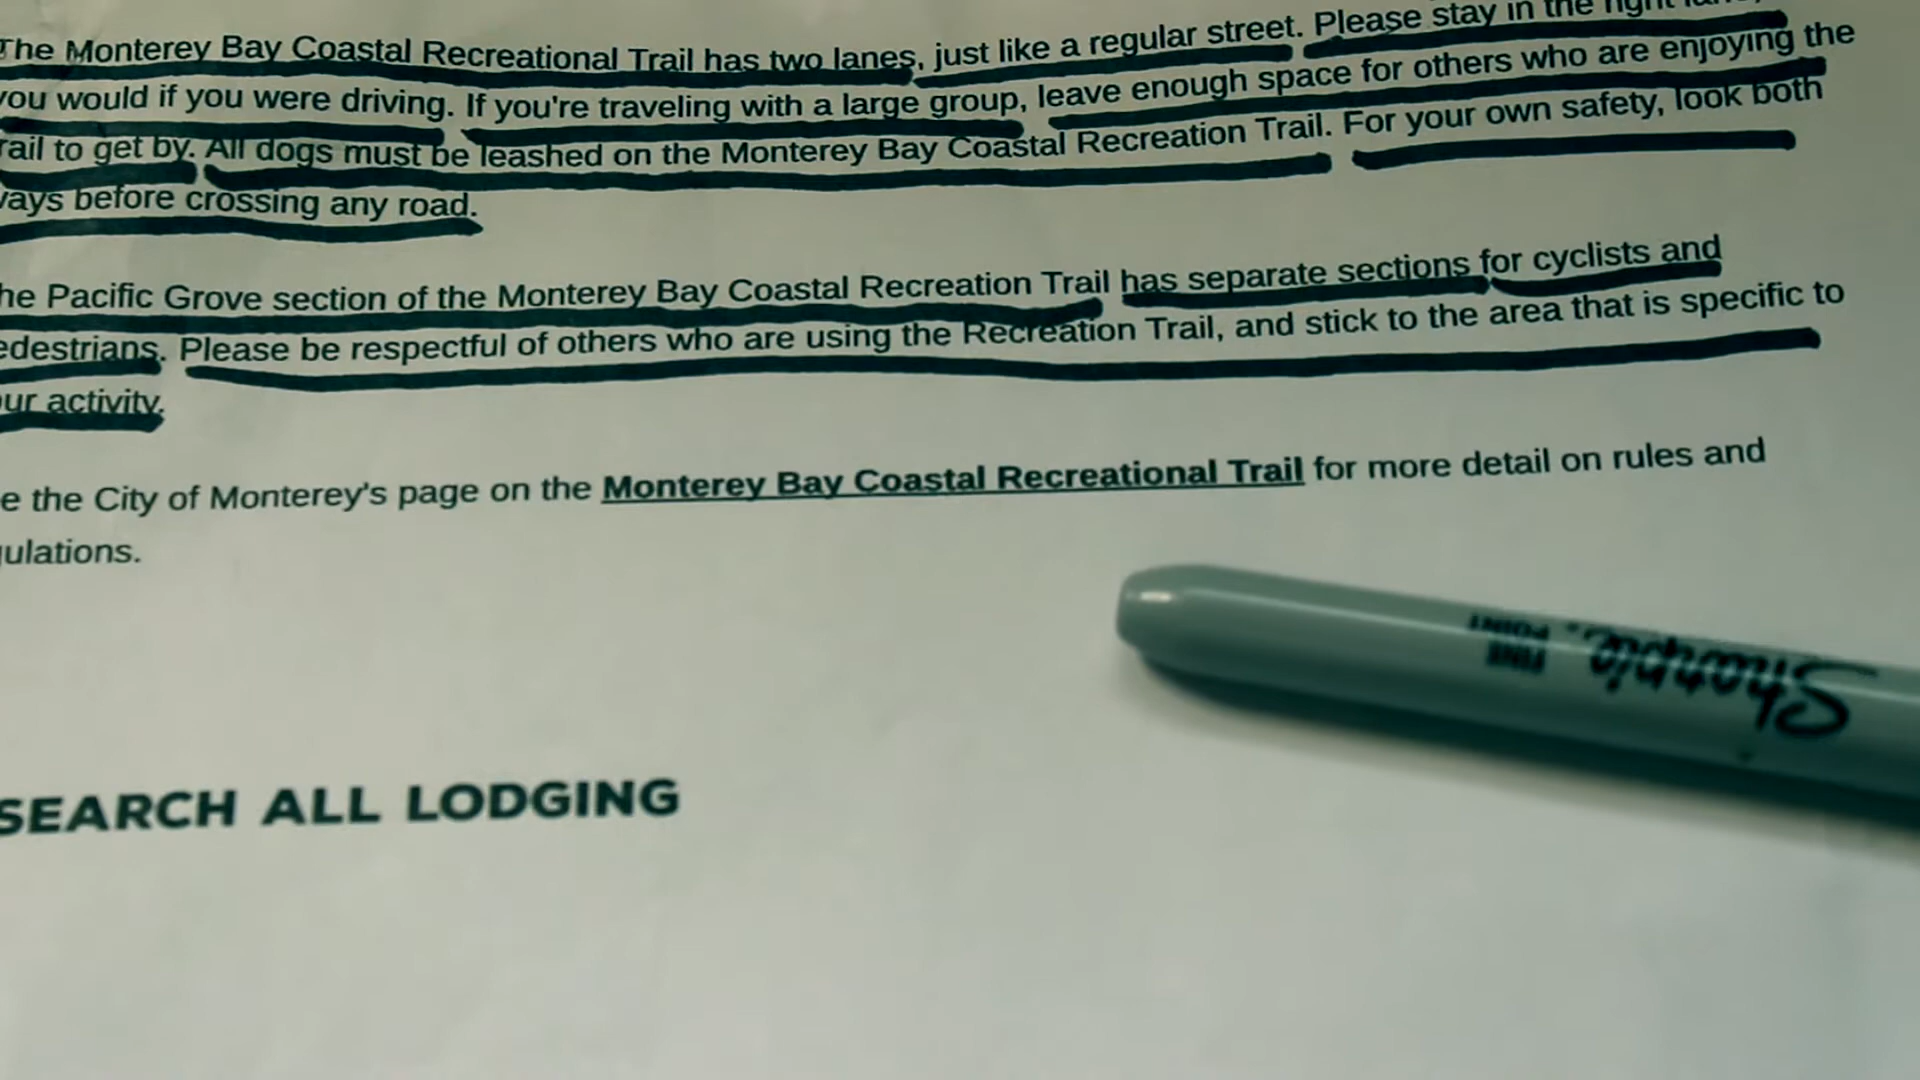 The Monterey Bay Coastal Recreational Trail has two lanes, just like a regular street. Please stay in the right
you would if you were driving. If you're traveling with a large group, leave enough space for others who are enjoying the
rail to get by. All dogs must be leashed on the Monterey Bay Coastal Recreation Trail. For your own safety, look both
ways before crossing any road.
he Pacific Grove section of the Monterey Bay Coastal Recreation Trail has separate sections for cyclists and
edestrians. Please be respectful of others who are using the Recreation Trail, and stick to the area that is specific to
ur activity.
e the City of Monterey's page on the Monterey Bay Coastal Recreational Trail for more detail on rules and
gulations.
Sharpie.
FINE
POINT
SEARCH ALL LODGING